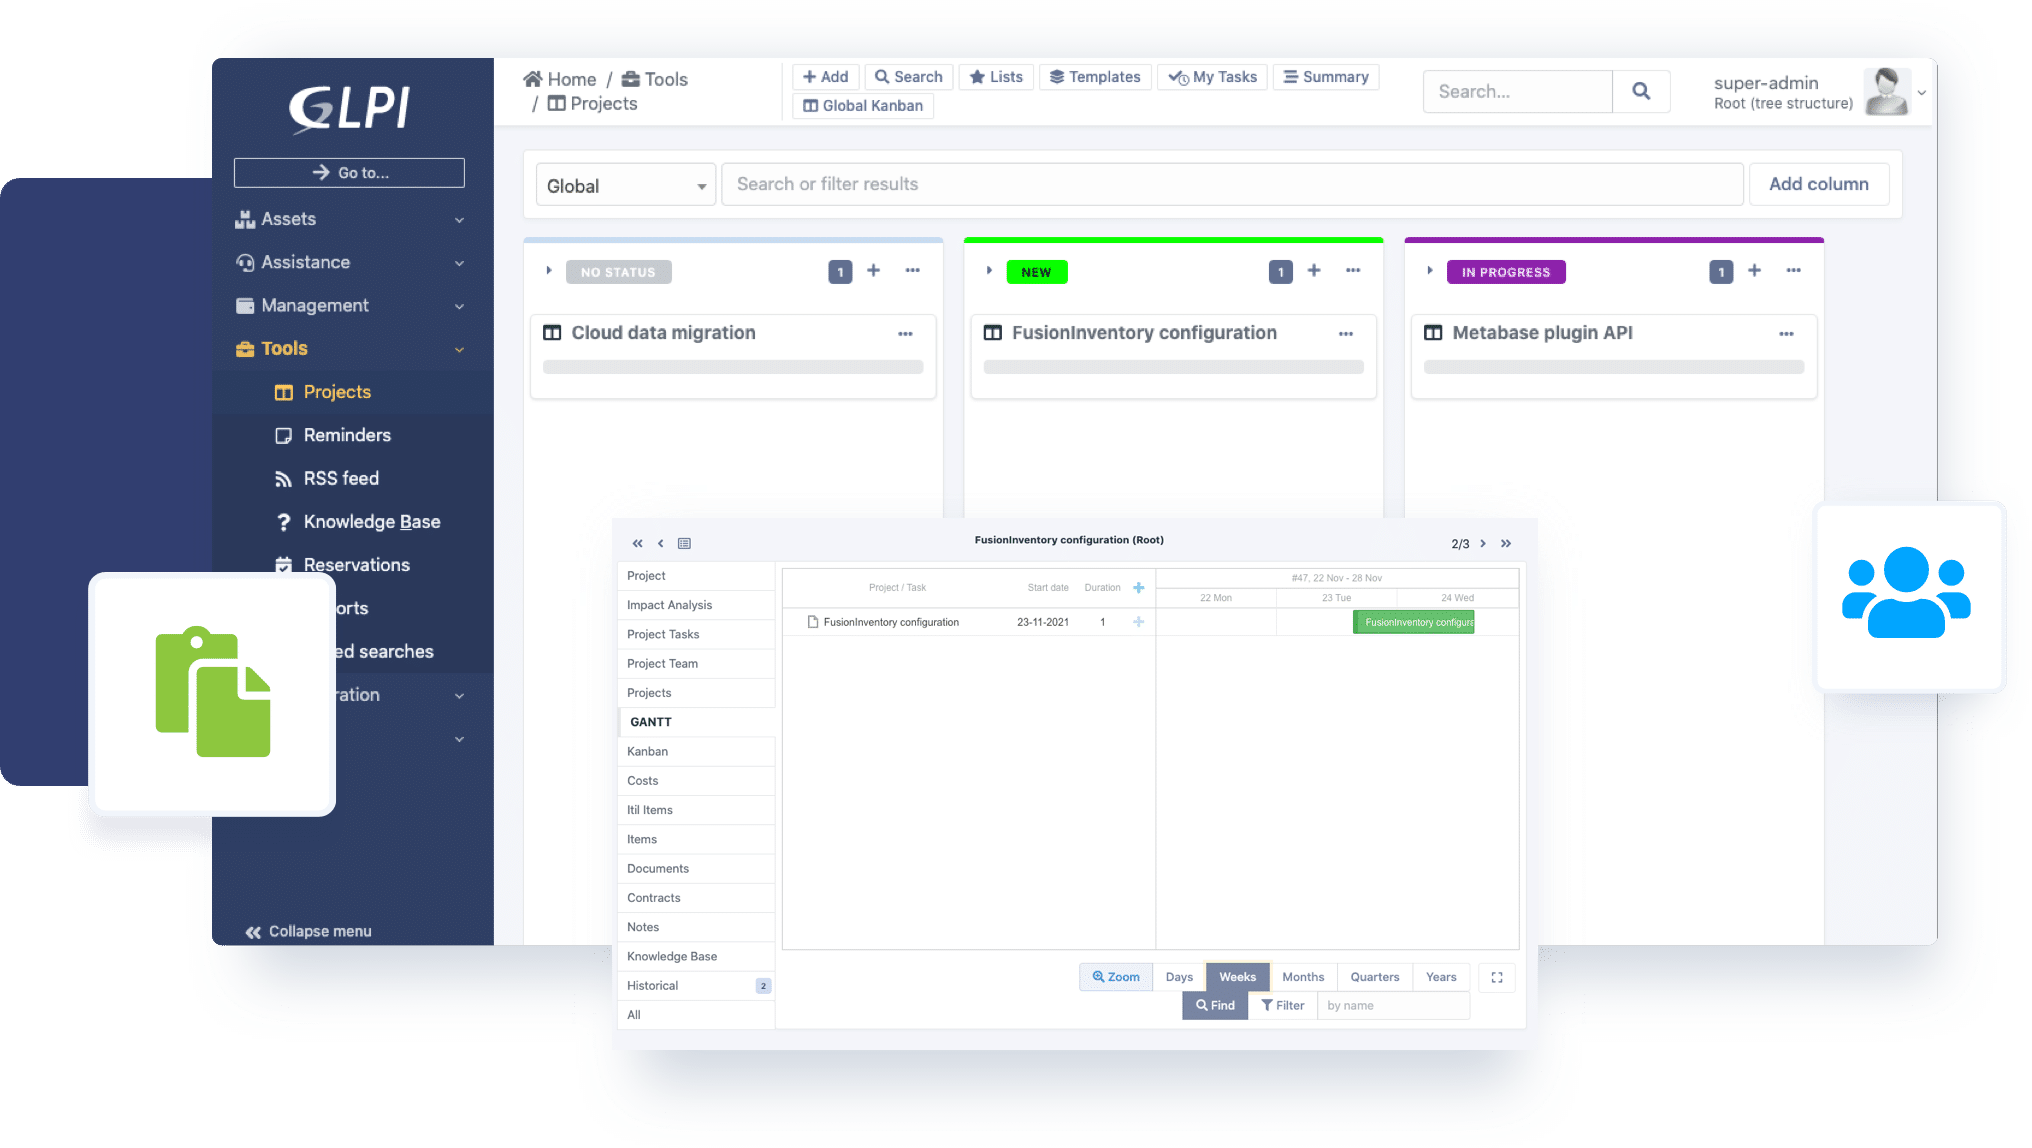 GLPI
Go to...
Assets
Assistance
Management
Tools
Projects
Reminders
RSS feed
Knowledge Base
Reservations
orts
ed searches
ration
Collapse menu
Home / Tools
/ Projects
Add Search Lists Templates My Tasks Summary
Global Kanban
Search...
super-admin
Root (tree structure)
Global Search or filter results Add column
NO STATUS 1
Cloud data migration
NEW 1
FusionInventory configuration
IN PROGRESS 1
Metabase plugin API
FusionInventory configuration (Root)
2/3
Project
Impact Analysis
Project Tasks
Project Team
Projects
GANTT
Kanban
Costs
Itil Items
Items
Documents
Contracts
Notes
Knowledge Base
Historical 2
All
Project / Task Start date Duration
FusionInventory configuration 23-11-2021 1
#47, 22 Nov - 28 Nov
22 Mon 23 Tue 24 Wed
FusionInventory configura
Zoom Days Weeks Months Quarters Years
Find Filter by name